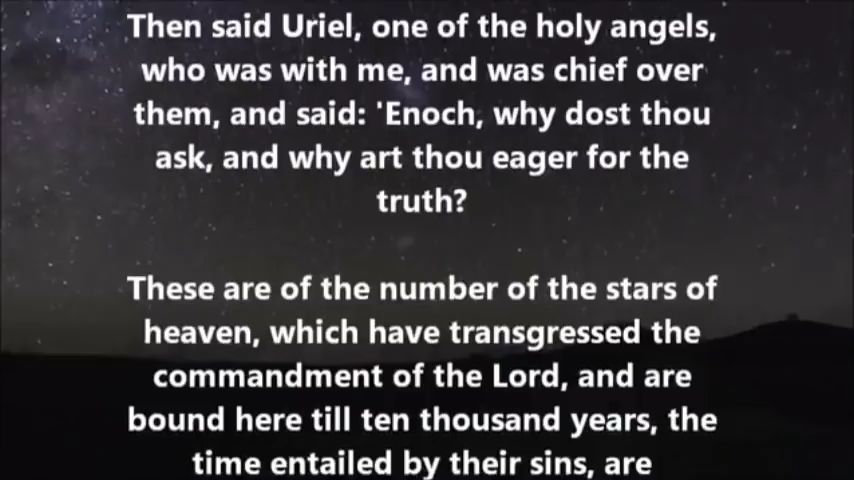 Then said Uriel, one of the holy angels,
who was with me, and was chief over
them, and said: 'Enoch, why dost thou
ask, and why art thou eager for the
truth?
These are of the number of the stars of
heaven, which have transgressed the
commandment of the Lord, and are
bound here till ten thousand years, the
time entailed by their sins, are